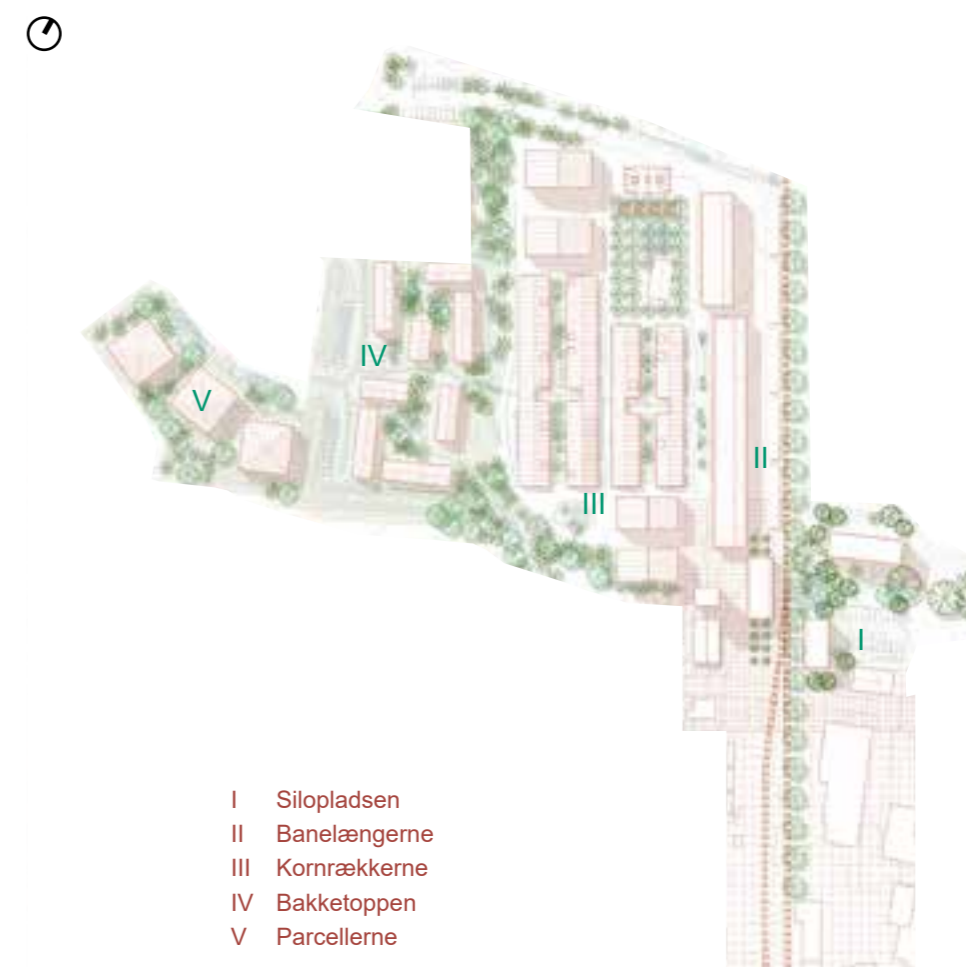 IV
V
II
III
I
I Silopladsen
II Banelængerne
III Kornrækkerne
IV Bakketoppen
V Parcellerne